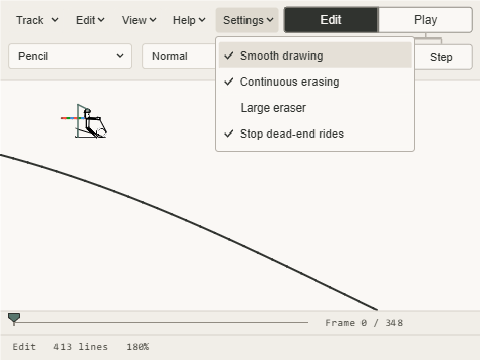 Track Edit View Help Settings Edit Play
Pencil Normal Step
Smooth drawing
Continuous erasing
Large eraser
Stop dead-end rides
Frame 0 / 348
Edit 413 lines 180%